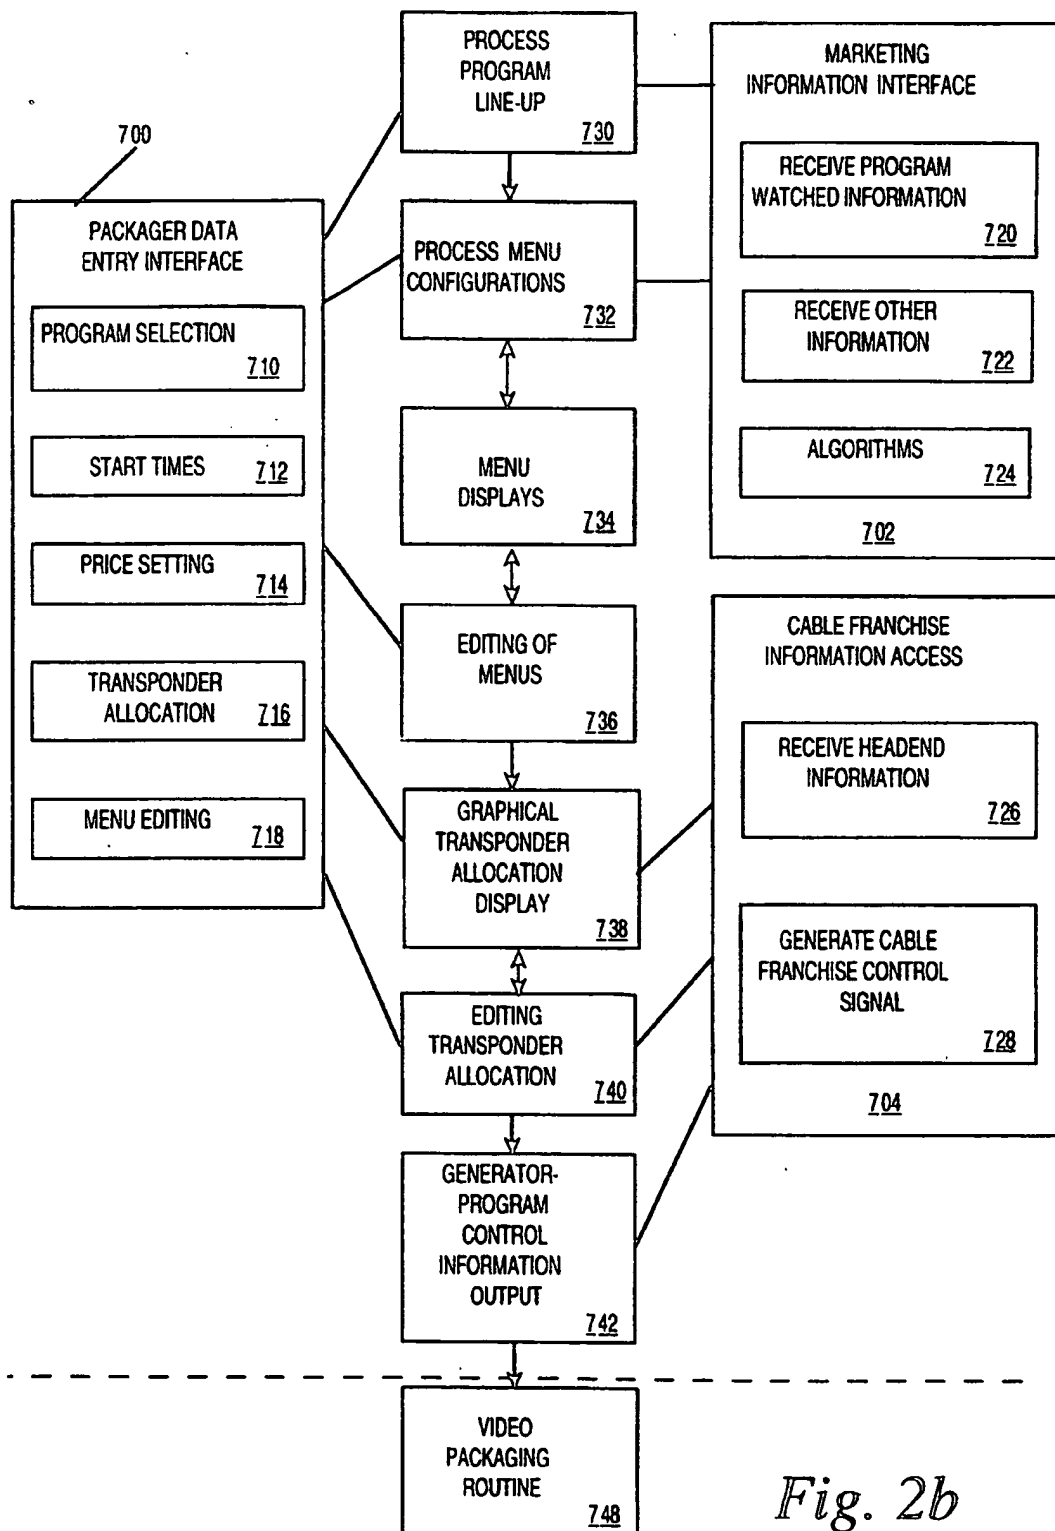 700
PACKAGER DATA
ENTRY INTERFACE
PROGRAM SELECTION
710
START TIMES 712
PRICE SETTING
714
TRANSPONDER
ALLOCATION 716
MENU EDITING
718
PROCESS
PROGRAM
LINE-UP
730
PROCESS MENU
CONFIGURATIONS
732
MENU
DISPLAYS
734
EDITING OF
MENUS
736
GRAPHICAL
TRANSPONDER
ALLOCATION
DISPLAY
738
EDITING
TRANSPONDER
ALLOCATION
740
GENERATOR-
PROGRAM
CONTROL
INFORMATION
OUTPUT
742
VIDEO
PACKAGING
ROUTINE
748
MARKETING
INFORMATION INTERFACE
RECEIVE PROGRAM
WATCHED INFORMATION
720
RECEIVE OTHER
INFORMATION
722
ALGORITHMS
724
702
CABLE FRANCHISE
INFORMATION ACCESS
RECEIVE HEADEND
INFORMATION
726
GENERATE CABLE
FRANCHISE CONTROL
SIGNAL
728
704
Fig. 2b